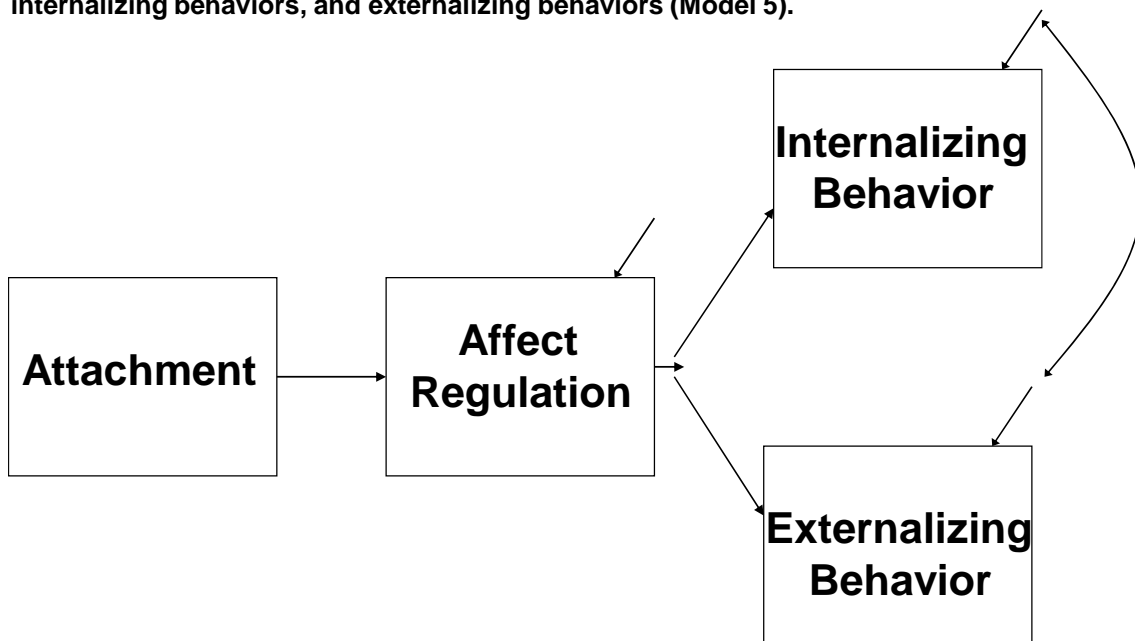 internalizing behaviors, and externalizing behaviors (Model 5).
Internalizing
Behavior
Attachment
Affect
Regulation
Externalizing
Behavior